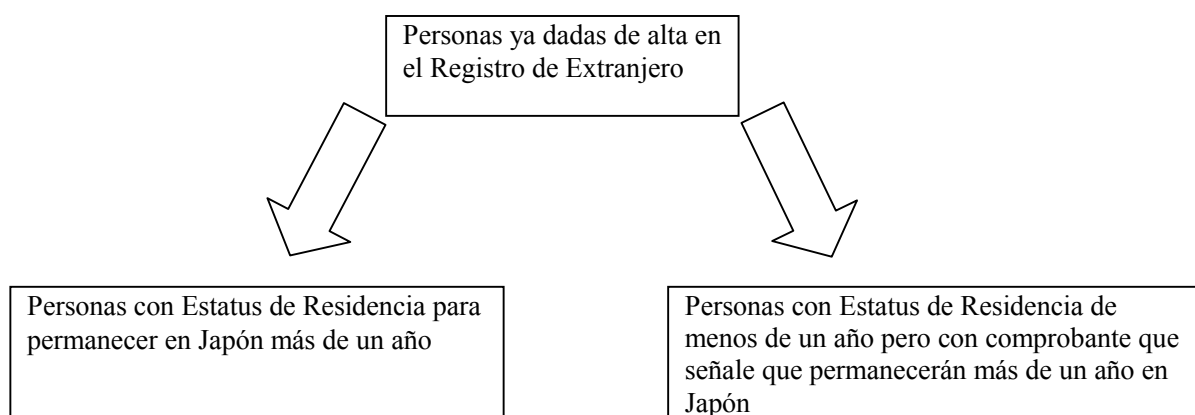 Personas ya dadas de alta en
el Registro de Extranjero
Personas con Estatus de Residencia para
permanecer en Japón más de un año
Personas con Estatus de Residencia de
menos de un año pero con comprobante que
señale que permanecerán más de un año en
Japón